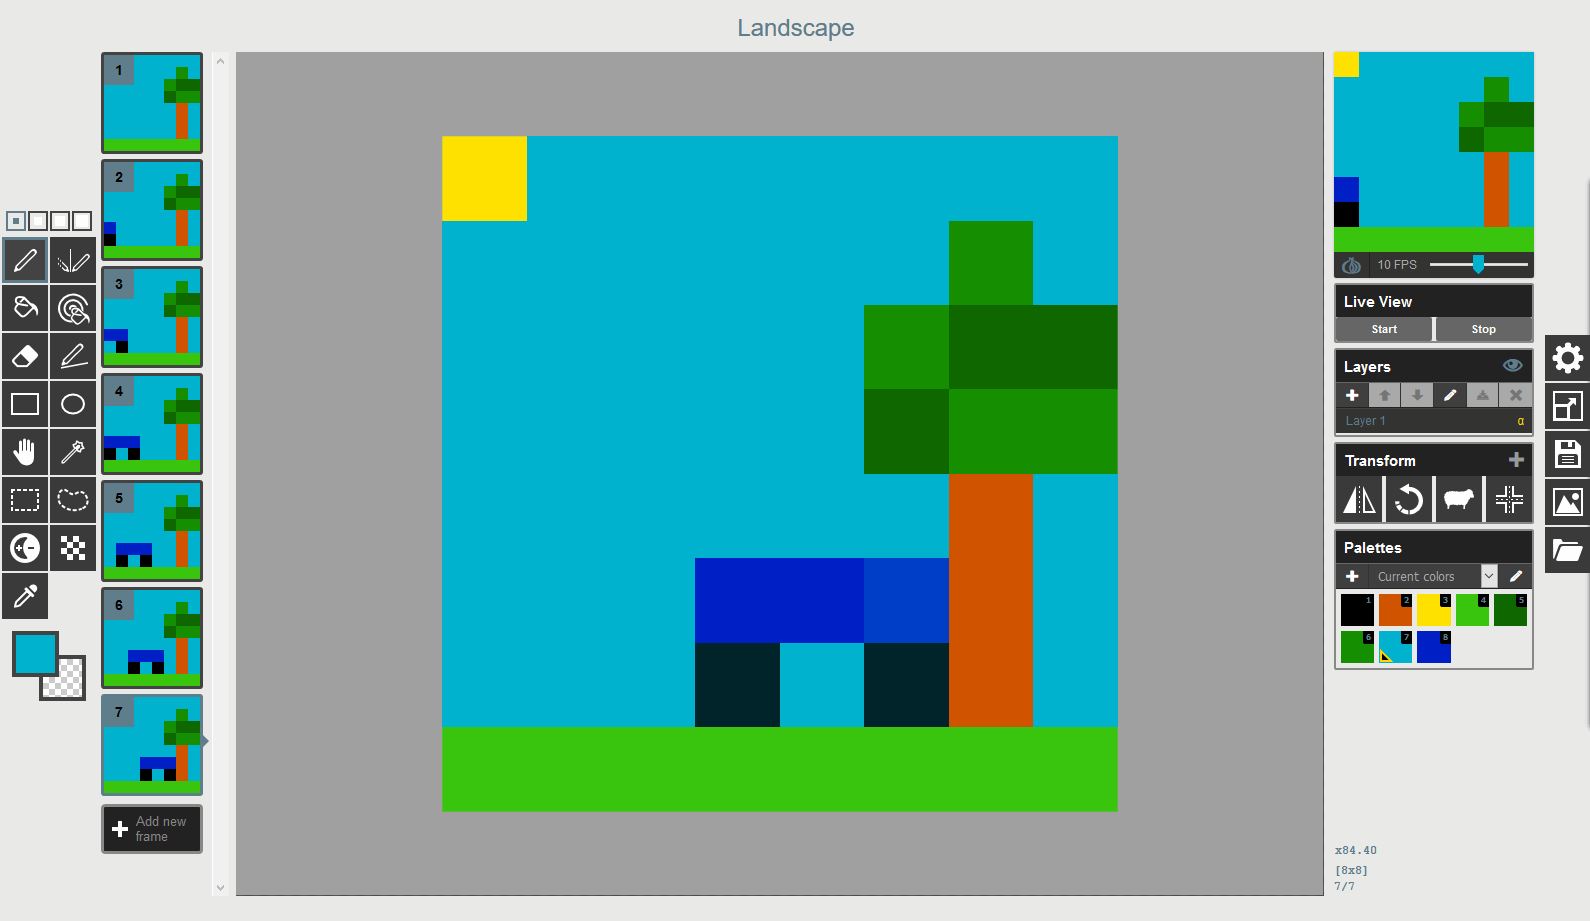 Landscape
1
2
3
4
5
6
7
Add new
frame
10 FPS
Live View
Start
Stop
Layers
Layer 1
α
Transform
Palettes
Current colors
1
2
3
4
5
6
7
8
x84.40
[8x8]
7/7